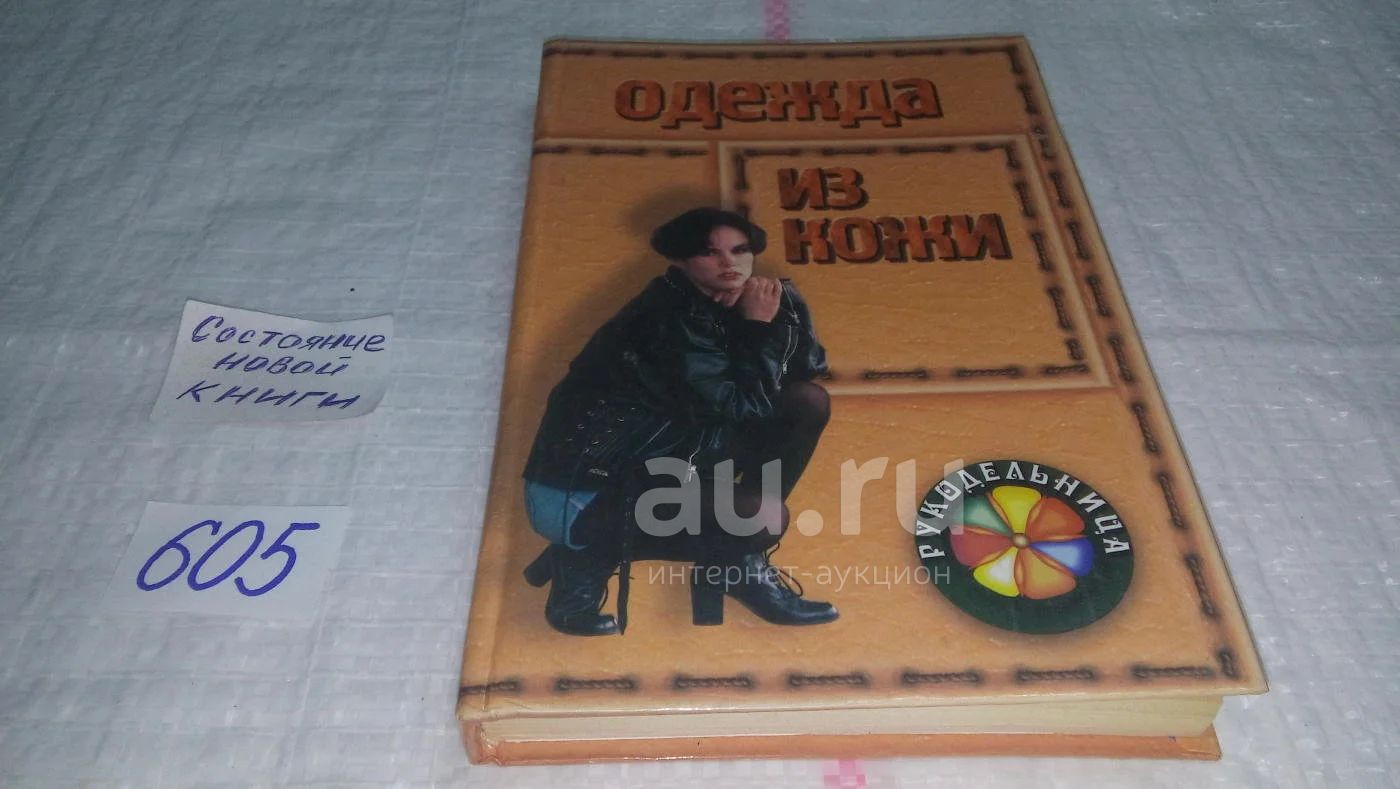 одежда
из
кожи
Состояние
новой
книги
605
РУКОДЕЛЬНИЦА
au.ru
интернет-аукцион